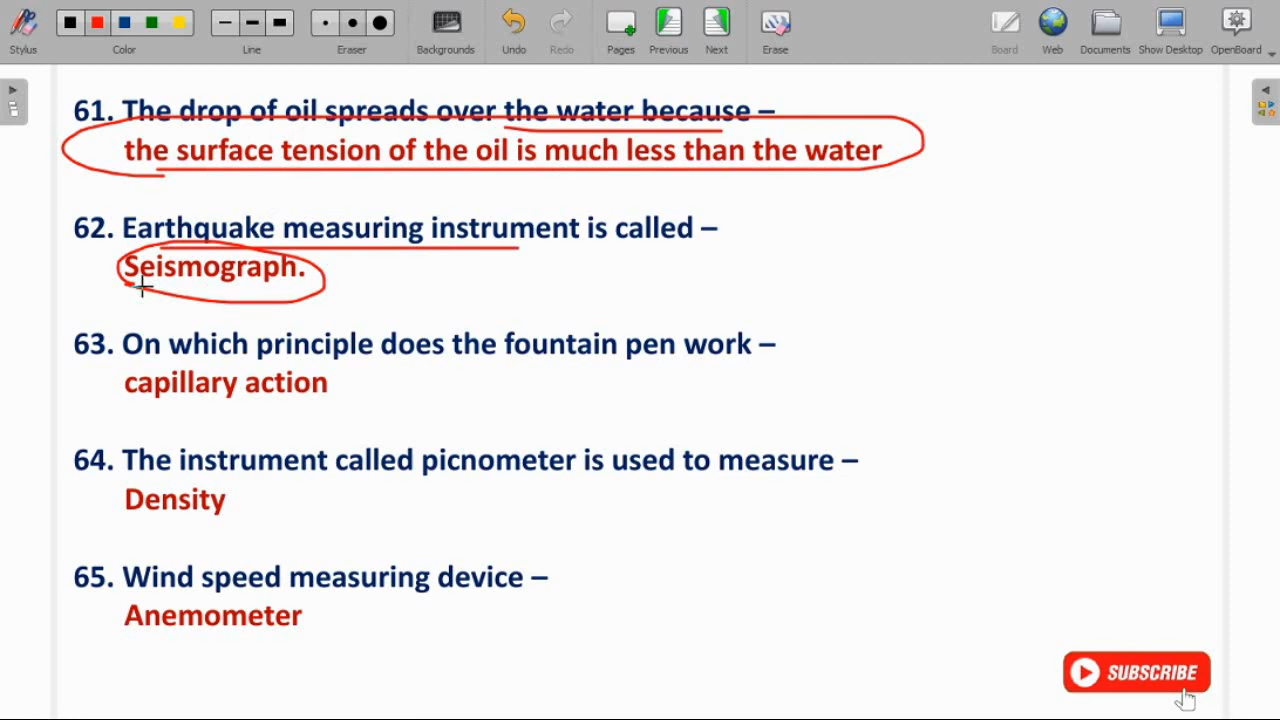 Stylus
Color
Line
Eraser
Backgrounds
Undo
Redo
Pages
Previous
Next
Erase
Board
Web
Documents
Show Desktop
OpenBoard
61. The drop of oil spreads over the water because –
the surface tension of the oil is much less than the water
62. Earthquake measuring instrument is called –
Seismograph.
63. On which principle does the fountain pen work –
capillary action
64. The instrument called picnometer is used to measure –
Density
65. Wind speed measuring device –
Anemometer
SUBSCRIBE